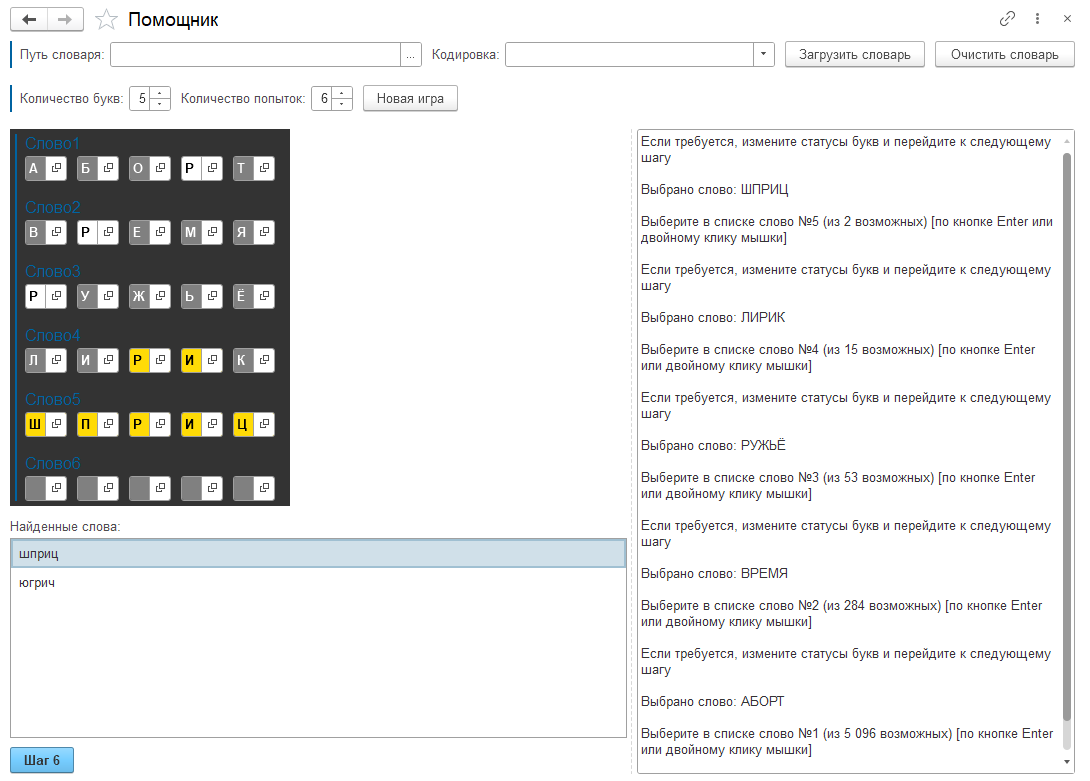 Помощник
Путь словаря: ... Кодировка: Загрузить словарь Очистить словарь
Количество букв: 5 Количество попыток: 6 Новая игра
Слово1
А Б О Р Т
Слово2
В Р Е М Я
Слово3
Р У Ж Ь Ё
Слово4
Л И Р И К
Слово5
Ш П Р И Ц
Слово6
Найденные слова:
шприц
югрич
Шаг 6
Если требуется, измените статусы букв и перейдите к следующему
шагу
Выбрано слово: ШПРИЦ
Выберите в списке слово №5 (из 2 возможных) [по кнопке Enter или
двойному клику мышки]
Если требуется, измените статусы букв и перейдите к следующему
шагу
Выбрано слово: ЛИРИК
Выберите в списке слово №4 (из 15 возможных) [по кнопке Enter
или двойному клику мышки]
Если требуется, измените статусы букв и перейдите к следующему
шагу
Выбрано слово: РУЖЬЁ
Выберите в списке слово №3 (из 53 возможных) [по кнопке Enter
или двойному клику мышки]
Если требуется, измените статусы букв и перейдите к следующему
шагу
Выбрано слово: ВРЕМЯ
Выберите в списке слово №2 (из 284 возможных) [по кнопке Enter
или двойному клику мышки]
Если требуется, измените статусы букв и перейдите к следующему
шагу
Выбрано слово: АБОРТ
Выберите в списке слово №1 (из 5 096 возможных) [по кнопке Enter
или двойному клику мышки]